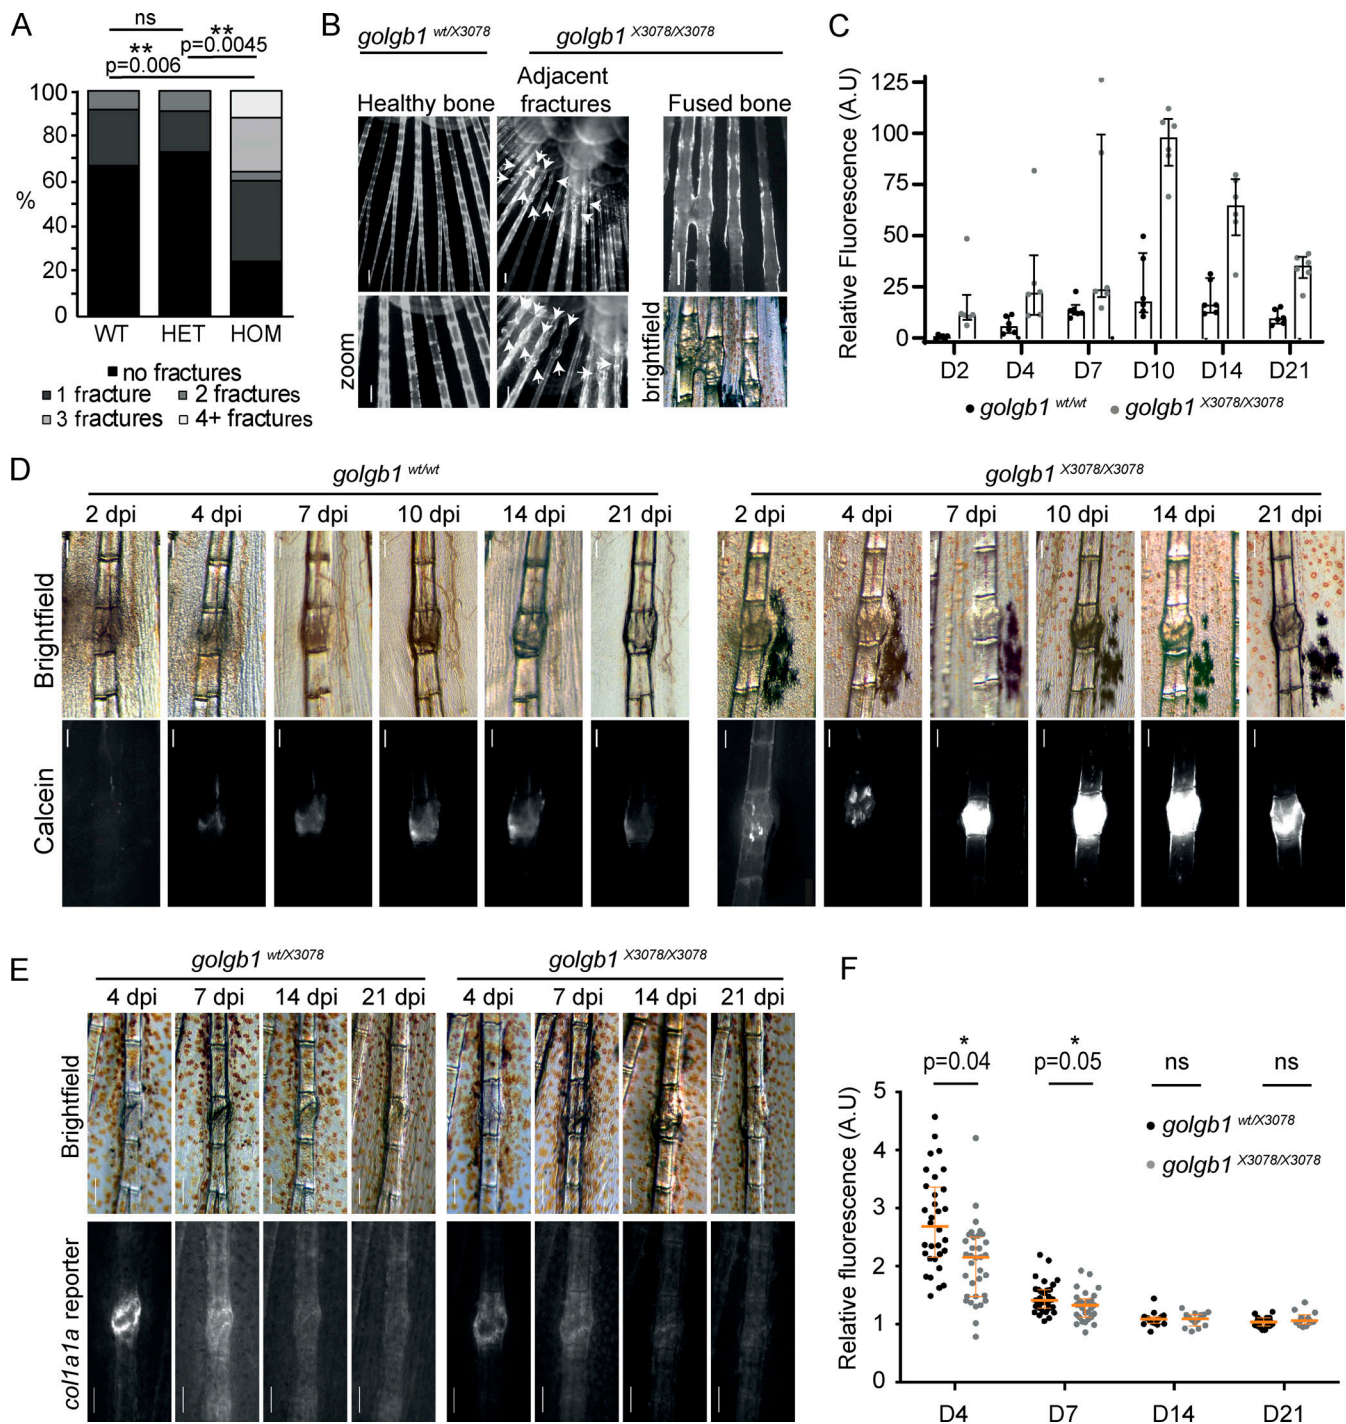 A
ns
**
**
p=0.0045
p=0.006
100
80
60
%
40
20
0
WT HET HOM
no fractures
1 fracture 2 fractures
3 fractures 4+ fractures
B
golgb1 wt/X3078 golgb1 X3078/X3078
Healthy bone
Adjacent
fractures
Fused bone
zoom
brightfield
C
Relative Fluorescence (A.U)
125
100
75
50
25
0
D2 D4 D7 D10 D14 D21
golgb1 wt/wt golgb1 X3078/X3078
D
golgb1 wt/wt golgb1 X3078/X3078
2 dpi 4 dpi 7 dpi 10 dpi 14 dpi 21 dpi 2 dpi 4 dpi 7 dpi 10 dpi 14 dpi 21 dpi
Brightfield
Calcein
E
golgb1 wt/X3078 golgb1 X3078/X3078
4 dpi 7 dpi 14 dpi 21 dpi 4 dpi 7 dpi 14 dpi 21 dpi
Brightfield
col1a1a reporter
F
* *
p=0.04 p=0.05 ns ns
Relative fluorescence (A.U)
5
4
3
2
1
0
golgb1 wt/X3078
golgb1 X3078/X3078
D4 D7 D14 D21